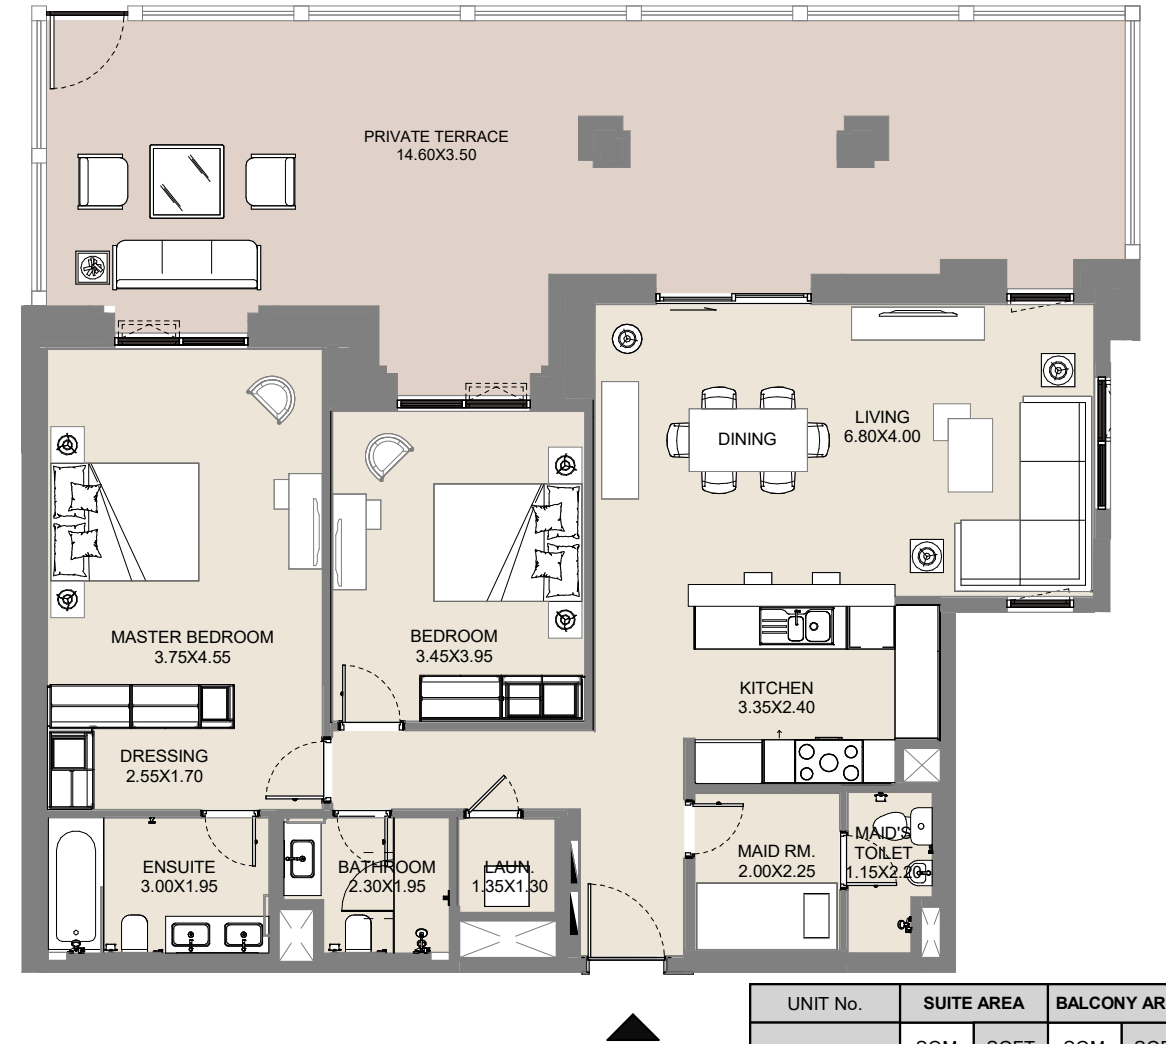 PRIVATE TERRACE
14.60X3.50
LIVING
6.80X4.00
DINING
MASTER BEDROOM
3.75X4.55
BEDROOM
3.45X3.95
KITCHEN
3.35X2.40
DRESSING
2.55X1.70
ENSUITE
3.00X1.95
BATHROOM
2.30X1.95
LAUN.
1.35X1.30
MAID RM.
2.00X2.25
MAID'S
TOILET
1.15X2.20
UNIT No. SUITE AREA BALCONY AR
SQM SQFT SQM